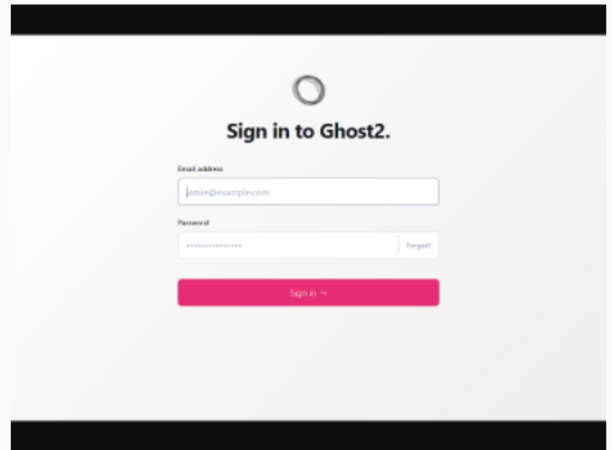 Sign in to Ghost2.
Email address
jamie@example.com
Password
•••••••••••••••
Forgot?
Sign in →